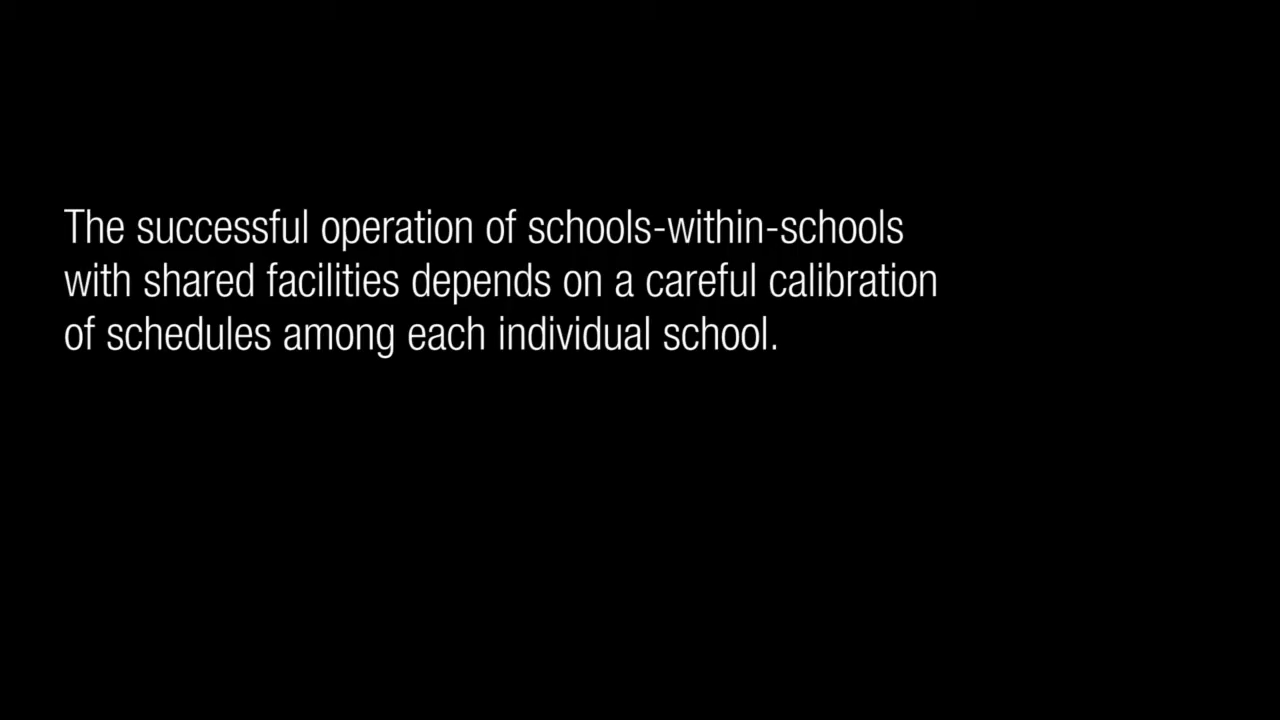 The successful operation of schools-within-schools
with shared facilities depends on a careful calibration
of schedules among each individual school.